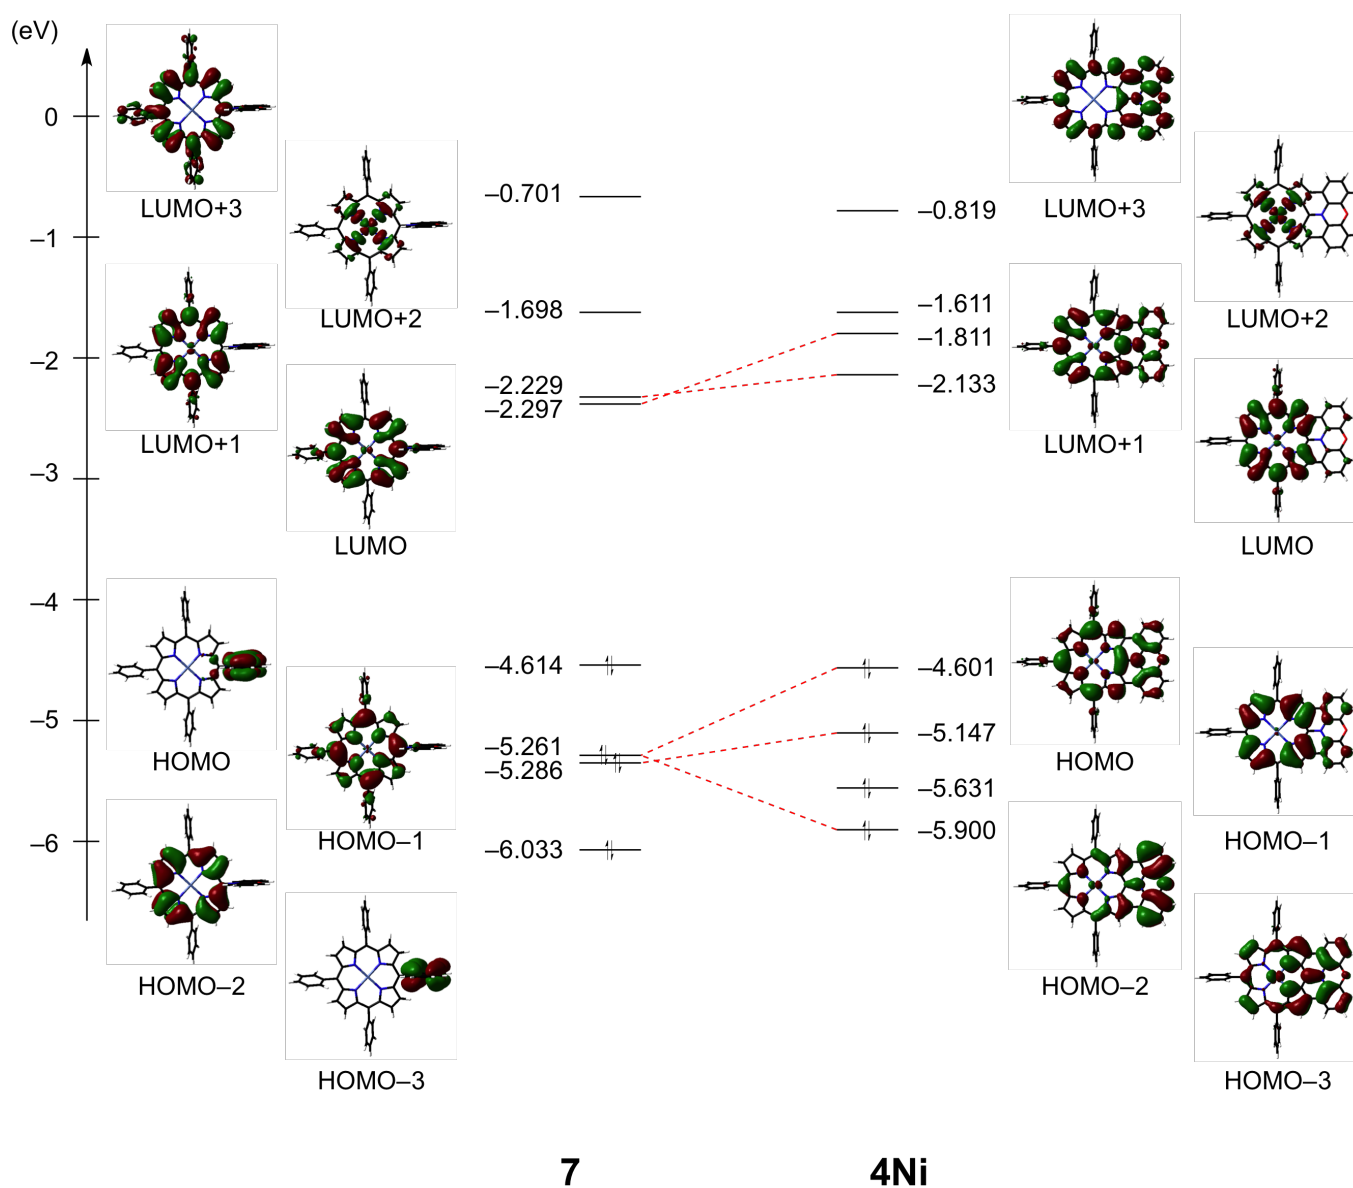 (eV)
0
–1
–2
–3
–4
–5
–6
LUMO+3
LUMO+2
LUMO+1
LUMO
HOMO
HOMO–1
HOMO–2
HOMO–3
–0.701
–1.698
–2.229
–2.297
–4.614
–5.261
–5.286
–6.033
–0.819
–1.611
–1.811
–2.133
–4.601
–5.147
–5.631
–5.900
LUMO+3
LUMO+2
LUMO+1
LUMO
HOMO
HOMO–1
HOMO–2
HOMO–3
7
4Ni